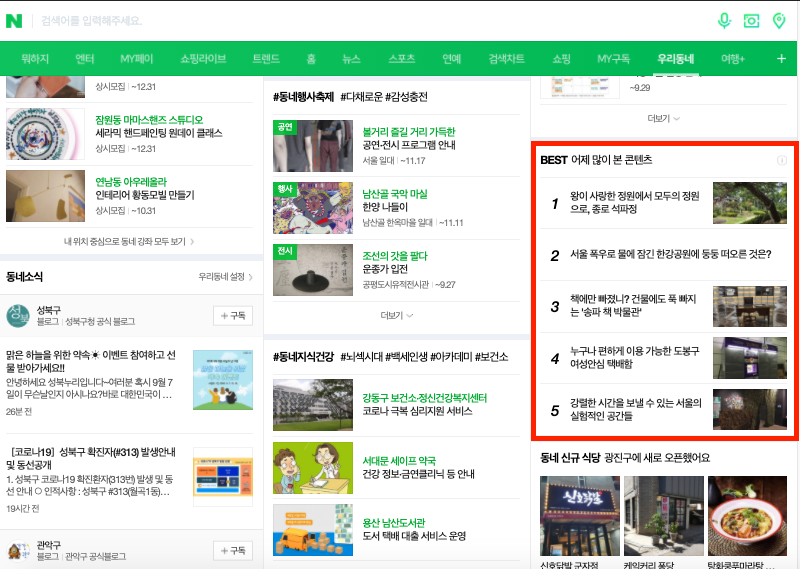 N
검색어를 입력해주세요.
뭐하지 엔터 MY페이 쇼핑라이브 트렌드 홈 뉴스 스포츠 연예 검색차트 쇼핑 MY구독 우리동네 여행+ +
상시모집 ~12.31
잠원동 마마스핸즈 스튜디오
세라믹 핸드페인팅 원데이 클래스
상시모집 ~12.31
연남동 아우레올라
인테리어 황동모빌 만들기
상시모집 ~10.31
내 위치 중심으로 동네 강좌 모두 보기 >
동네소식
우리동네 설정 >
성북
성북구
블로그 성북구청 공식 블로그
+ 구독
맑은 하늘을 위한 약속☀ 이벤트 참여하고 선
물 받아가세요!!
안녕하세요 성북누리입니다~여러분 혹시 9월 7
일이 무슨날인지 아시나요?바로 대한민국이 ...
26분 전
[코로나19] 성북구 확진자(#313) 발생안내
및 동선공개
1. 성북구 코로나19 확진환자(313번) 발생 및 동
선 안내 ○ 인적사항 : 성북구 #313(월곡1동)...
19시간 전
관악구
블로그 관악구 공식블로그
+ 구독
#동네행사축제 #다채로운 #감성충전
공연
볼거리 즐길 거리 가득한
공연-전시 프로그램 안내
서울 일대 ~11.17
행사
남산골 국악 마실
한양 나들이
남산골 한옥마을 일대 ~11.11
전시
조선의 갓을 팔다
운종가 입전
공평도시유적전시관 ~9.27
더보기
#동네지식건강 #뇌섹시대 #백세인생 #아카데미 #보건소
강동구 보건소·정신건강복지센터
코로나 극복 심리지원 서비스
서대문 세이프 약국
건강 정보·금연클리닉 등 안내
용산 남산도서관
도서 택배 대출 서비스 운영
~9.29
더보기
BEST 어제 많이 본 콘텐츠
1 왕이 사랑한 정원에서 모두의 정원
으로, 종로 석파정
2 서울 폭우로 물에 잠긴 한강공원에 둥둥 떠오른 것은?
3 책에만 빠졌니? 건물에도 푹 빠지
는 '송파 책 박물관'
4 누구나 편하게 이용 가능한 도봉구
여성안심 택배함
5 강렬한 시간을 보낼 수 있는 서울의
실험적인 공간들
동네 신규 식당 광진구에 새로 오픈했어요
신호닭발 군자점
케익커리 퐁당
탕화쿵푸마라탕 ...